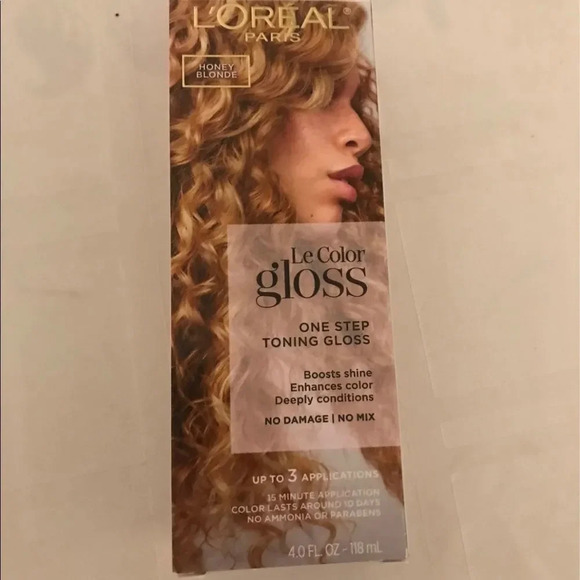 L'ORÉAL®
PARIS
HONEY
BLONDE
Le Color
gloss
ONE STEP
TONING GLOSS
Boosts shine
Enhances color
Deeply conditions
NO DAMAGE | NO MIX
UP TO 3 APPLICATIONS
15 MINUTE APPLICATION
COLOR LASTS AROUND 10 DAYS
NO AMMONIA OR PARABENS
4.0 FL. OZ - 118 mL